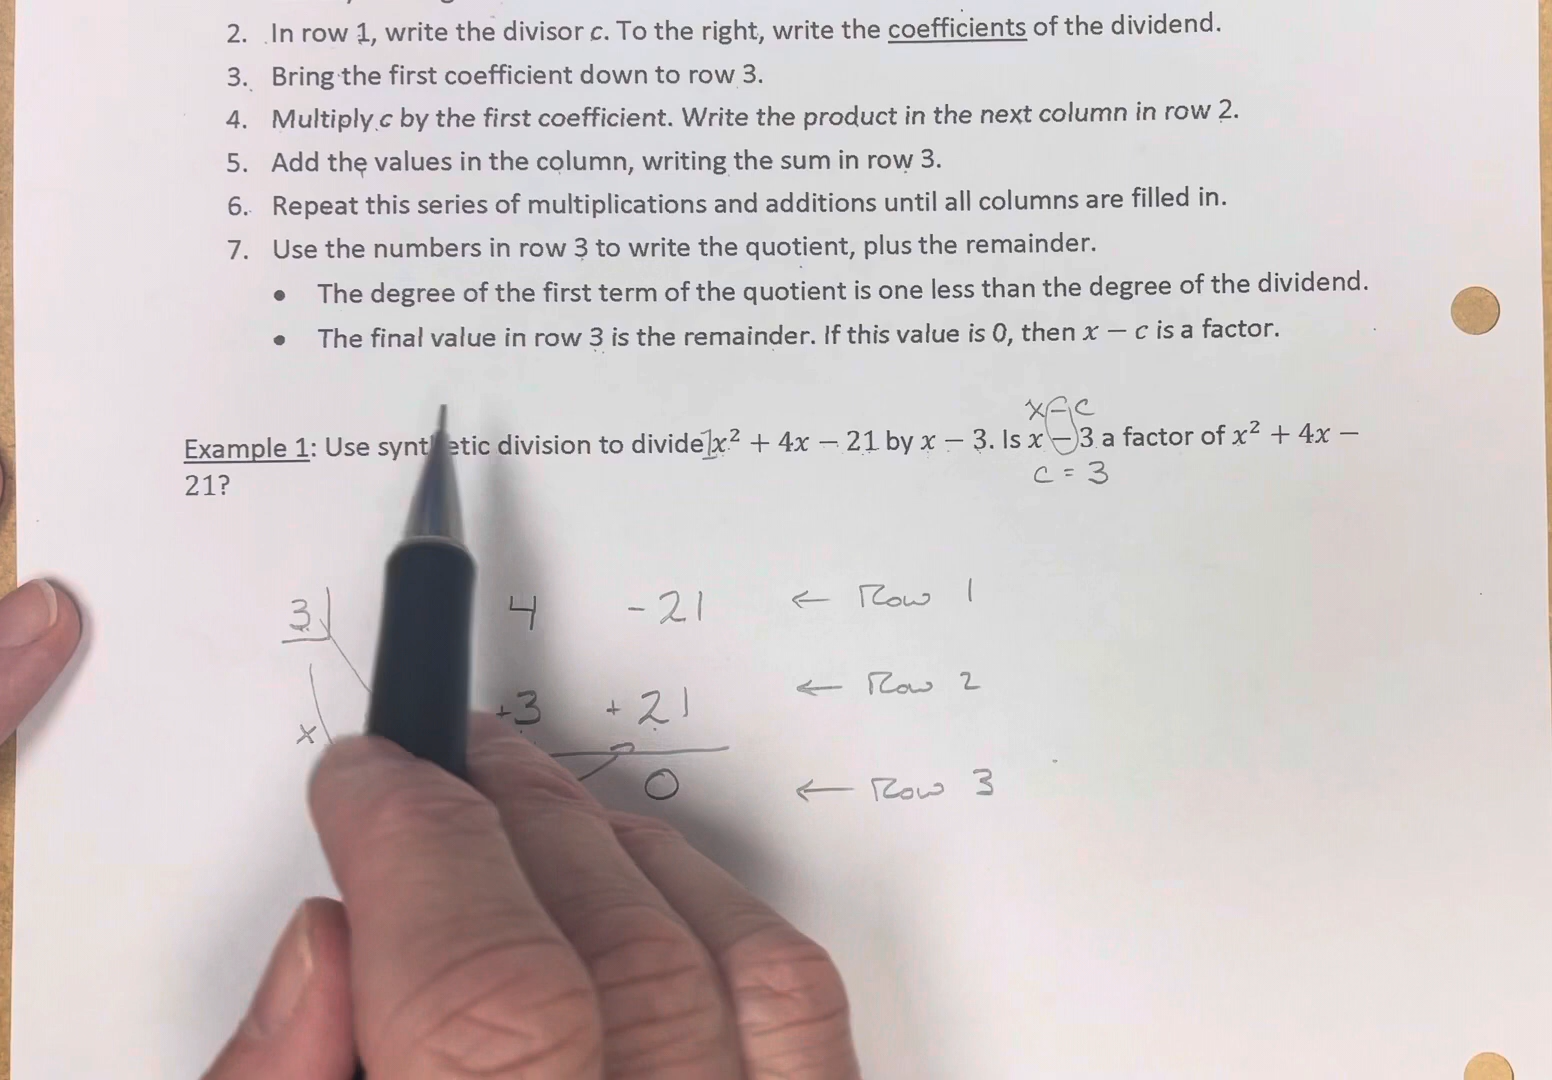 2. In row 1, write the divisor c. To the right, write the coefficients of the dividend.
3. Bring the first coefficient down to row 3.
4. Multiply c by the first coefficient. Write the product in the next column in row 2.
5. Add the values in the column, writing the sum in row 3.
6. Repeat this series of multiplications and additions until all columns are filled in.
7. Use the numbers in row 3 to write the quotient, plus the remainder.
• The degree of the first term of the quotient is one less than the degree of the dividend.
• The final value in row 3 is the remainder. If this value is 0, then x − c is a factor.
x − c
Example 1: Use synthetic division to divide x² + 4x − 21 by x − 3. Is x − 3 a factor of x² + 4x −
21?
c = 3
3 4 -21 ← Row 1
+3 +21 ← Row 2
x
0 ← Row 3